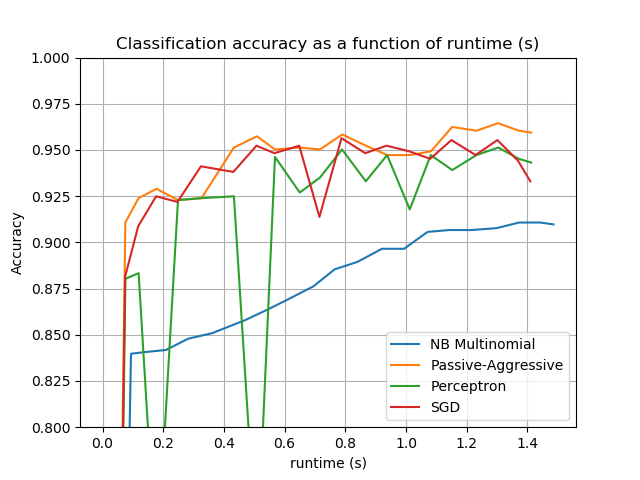 Classification accuracy as a function of runtime (s)
1.000
0.975
0.950
0.925
0.900
0.875
0.850
0.825
0.800
Accuracy
NB Multinomial
Passive-Aggressive
Perceptron
SGD
0.0 0.2 0.4 0.6 0.8 1.0 1.2 1.4
runtime (s)